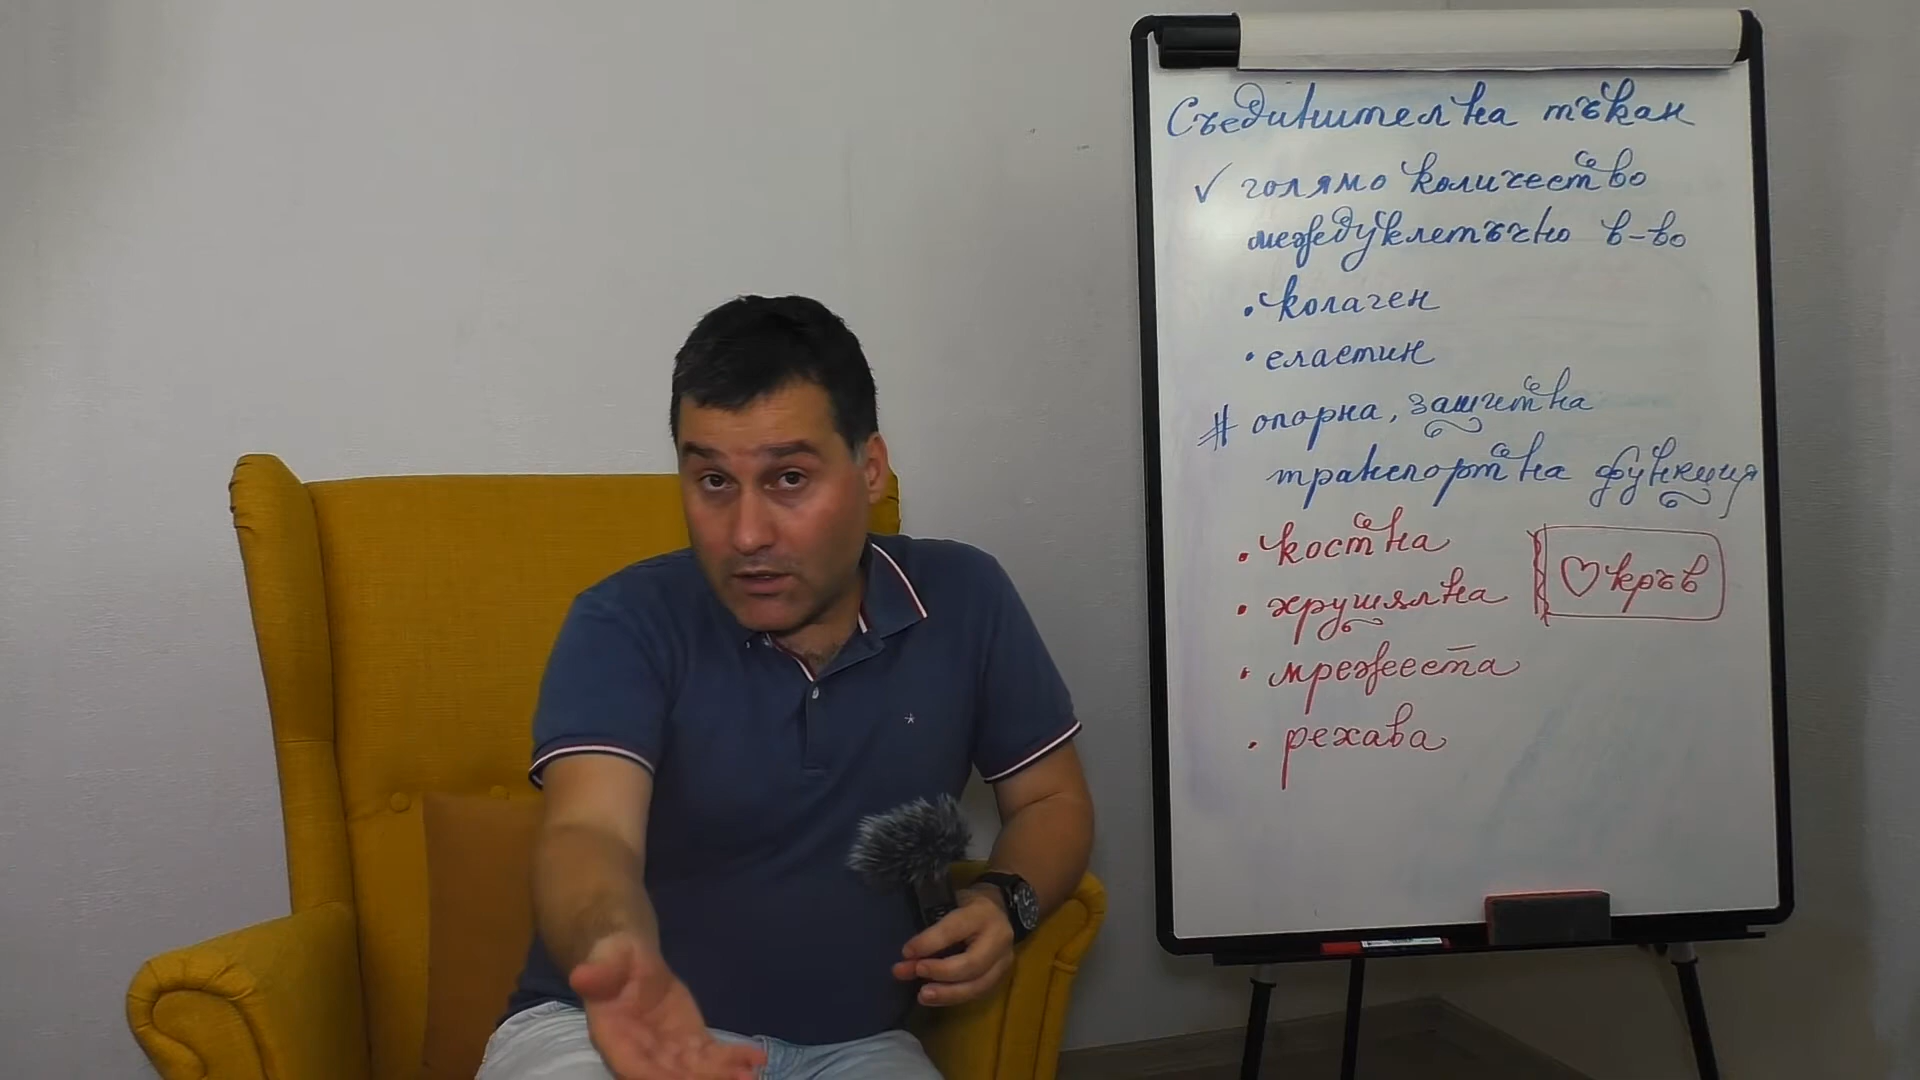 Съединителна тъкан
✓ голямо количество
междуклетъчно в-во
• колаген
• еластин
# опорна, защитна
транспортна функция
• костна
• хрущялна
♡ кръв
• мрежеста
• рехава